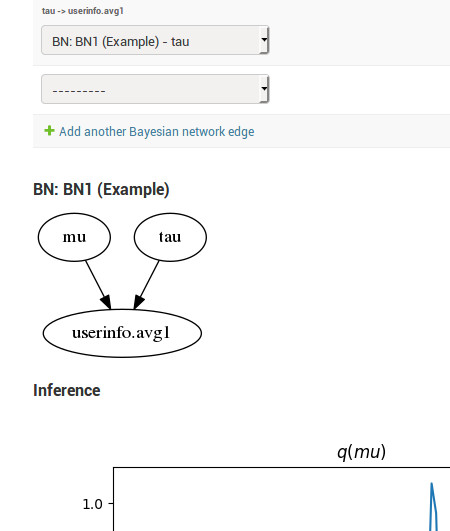 tau -> userinfo.avg1
BN: BN1 (Example) - tau
---------
Add another Bayesian network edge
BN: BN1 (Example)
mu
tau
userinfo.avg1
Inference
q(mu)
1.0